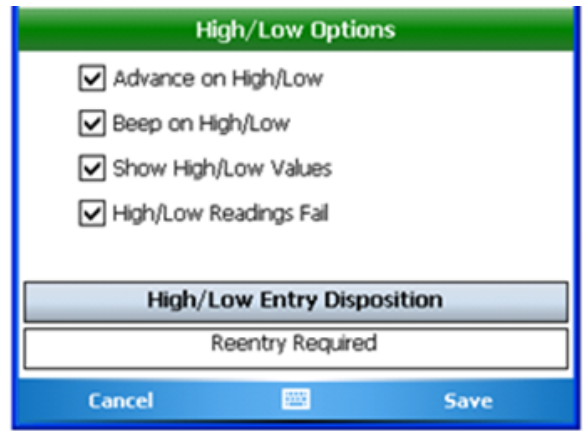 High/Low Options
Advance on High/Low
Beep on High/Low
Show High/Low Values
High/Low Readings Fail
High/Low Entry Disposition
Reentry Required
Cancel Save